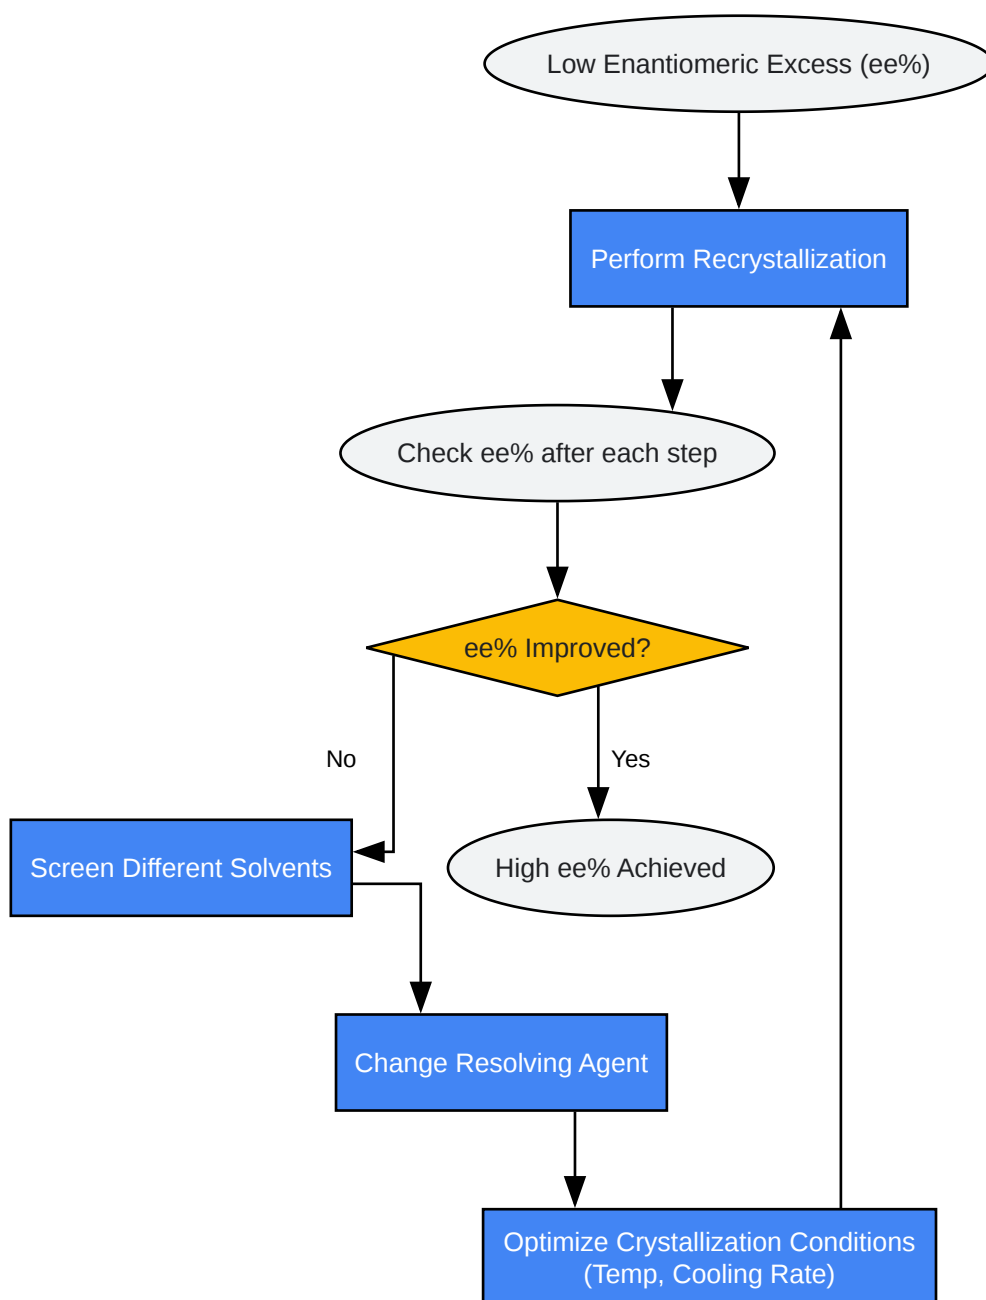 Low Enantiomeric Excess (ee%)
Perform Recrystallization
Check ee% after each step
ee% Improved?
No
Yes
Screen Different Solvents
High ee% Achieved
Change Resolving Agent
Optimize Crystallization Conditions
(Temp, Cooling Rate)